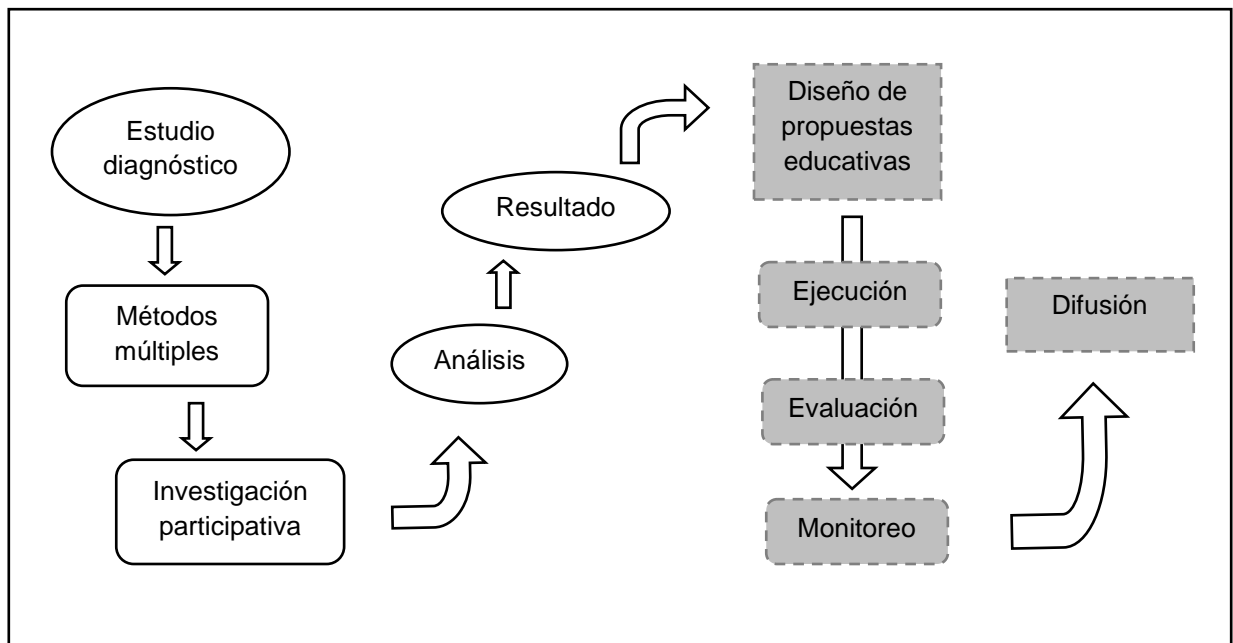 Estudio
diagnóstico
Métodos
múltiples
Investigación
participativa
Análisis
Resultado
Diseño de
propuestas
educativas
Ejecución
Evaluación
Monitoreo
Difusión